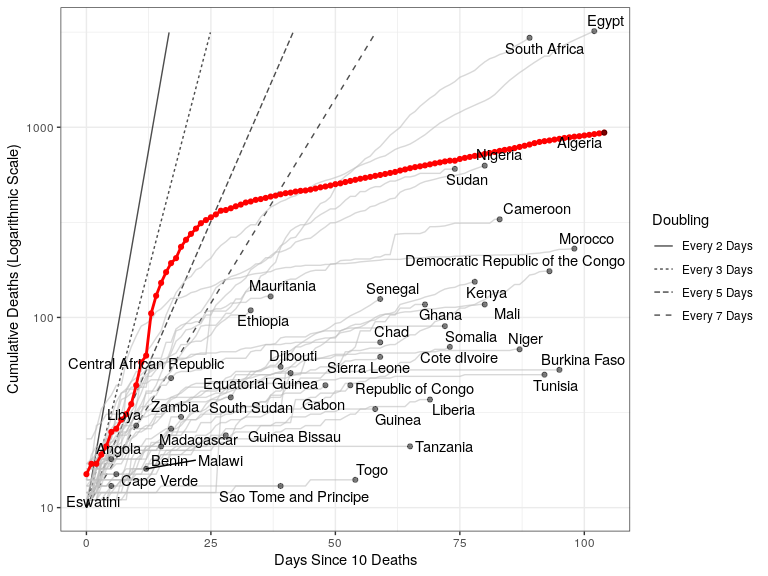 Egypt
South Africa
1000
Algeria
Nigeria
Sudan
Cameroon
Morocco
Democratic Republic of the Congo
Mauritania
Senegal
Kenya
Ethiopia
Ghana
Mali
100
Chad
Somalia
Niger
Djibouti
Cote dIvoire
Central African Republic
Sierra Leone
Burkina Faso
Equatorial Guinea
Republic of Congo
Tunisia
Libya
Zambia
South Sudan
Gabon
Liberia
Guinea
Madagascar
Guinea Bissau
Angola
Tanzania
Benin
Malawi
Togo
Cape Verde
Sao Tome and Principe
Eswatini
10
0
25
50
75
100
Days Since 10 Deaths
Cumulative Deaths (Logarithmic Scale)
Doubling
Every 2 Days
Every 3 Days
Every 5 Days
Every 7 Days